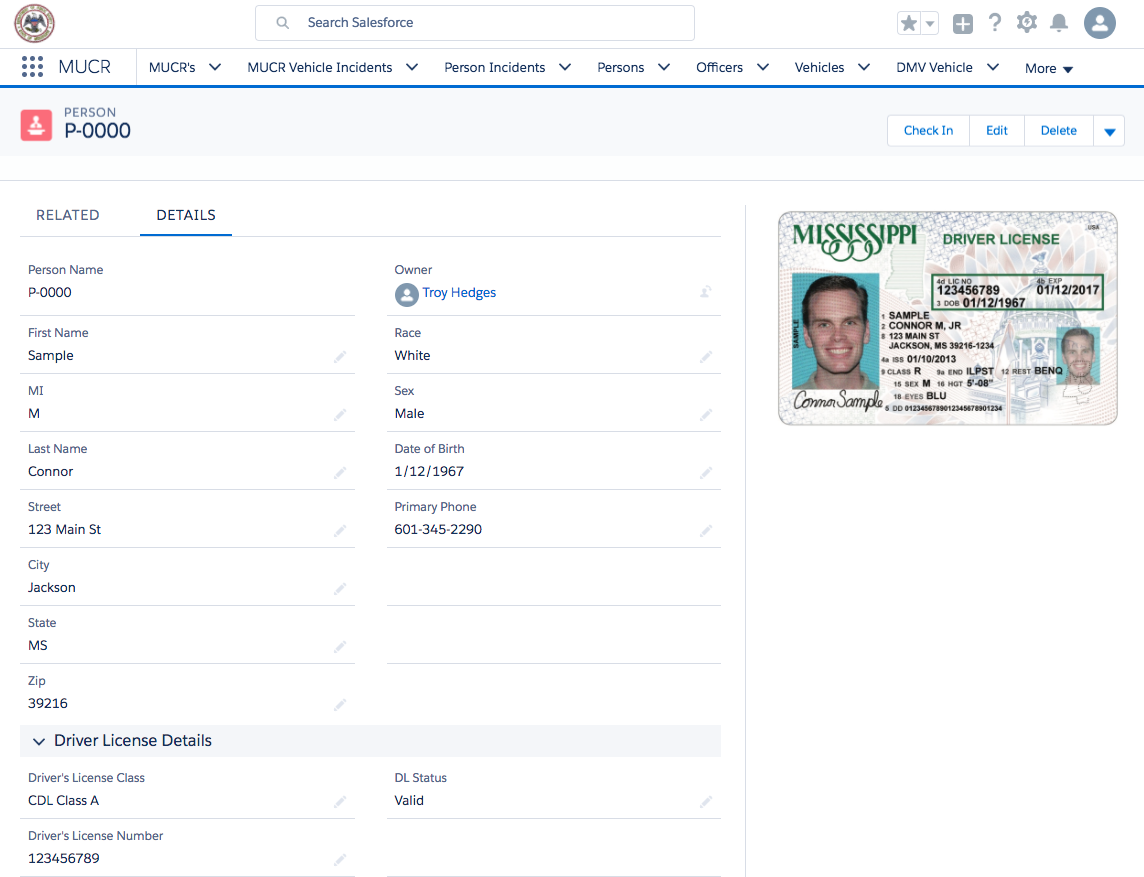 Search Salesforce
MUCR
MUCR's
MUCR Vehicle Incidents
Person Incidents
Persons
Officers
Vehicles
DMV Vehicle
More
PERSON
P-0000
Check In
Edit
Delete
RELATED
DETAILS
Person Name
P-0000
Owner
Troy Hedges
First Name
Sample
Race
White
MI
M
Sex
Male
Last Name
Connor
Date of Birth
1/12/1967
Street
123 Main St
Primary Phone
601-345-2290
City
Jackson
State
MS
Zip
39216
Driver License Details
Driver's License Class
CDL Class A
DL Status
Valid
Driver's License Number
123456789
MISSISSIPPI
DRIVER LICENSE
USA
4d LIC NO
123456789
4b EXP
01/12/2017
3 DOB 01/12/1967
1 SAMPLE
2 CONNOR M, JR
8 123 MAIN ST
JACKSON, MS 39216-1234
4a ISS 01/10/2013
9 CLASS R 9a END ILPST 12 REST BENQ
15 SEX M 16 HGT 5'-08"
18 EYES BLU
5 DD 0123456789012345678901234
SAMPLE
Connor Sample